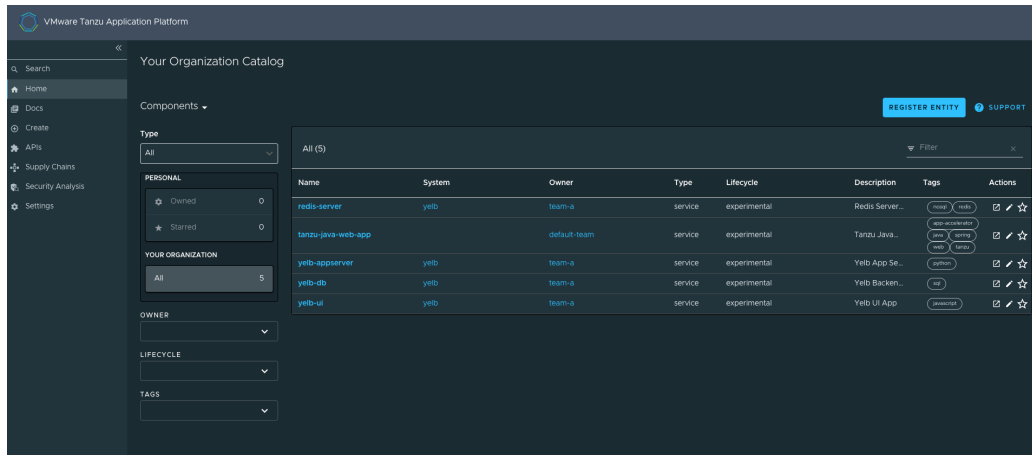 VMware Tanzu Application Platform
Search
Home
Docs
Create
APIs
Supply Chains
Security Analysis
Settings
Your Organization Catalog
Components
REGISTER ENTITY
SUPPORT
Type
All
PERSONAL
Owned 0
Starred 0
YOUR ORGANIZATION
All 5
OWNER
LIFECYCLE
TAGS
All (5)
Filter
Name System Owner Type Lifecycle Description Tags Actions
redis-server yelb team-a service experimental Redis Server... nosql redis
tanzu-java-web-app default-team service experimental Tanzu Java... app-accelerator java spring web tanzu
yelb-appserver yelb team-a service experimental Yelb App Se... python
yelb-db yelb team-a service experimental Yelb Backen... sql
yelb-ui yelb team-a service experimental Yelb UI App javascript